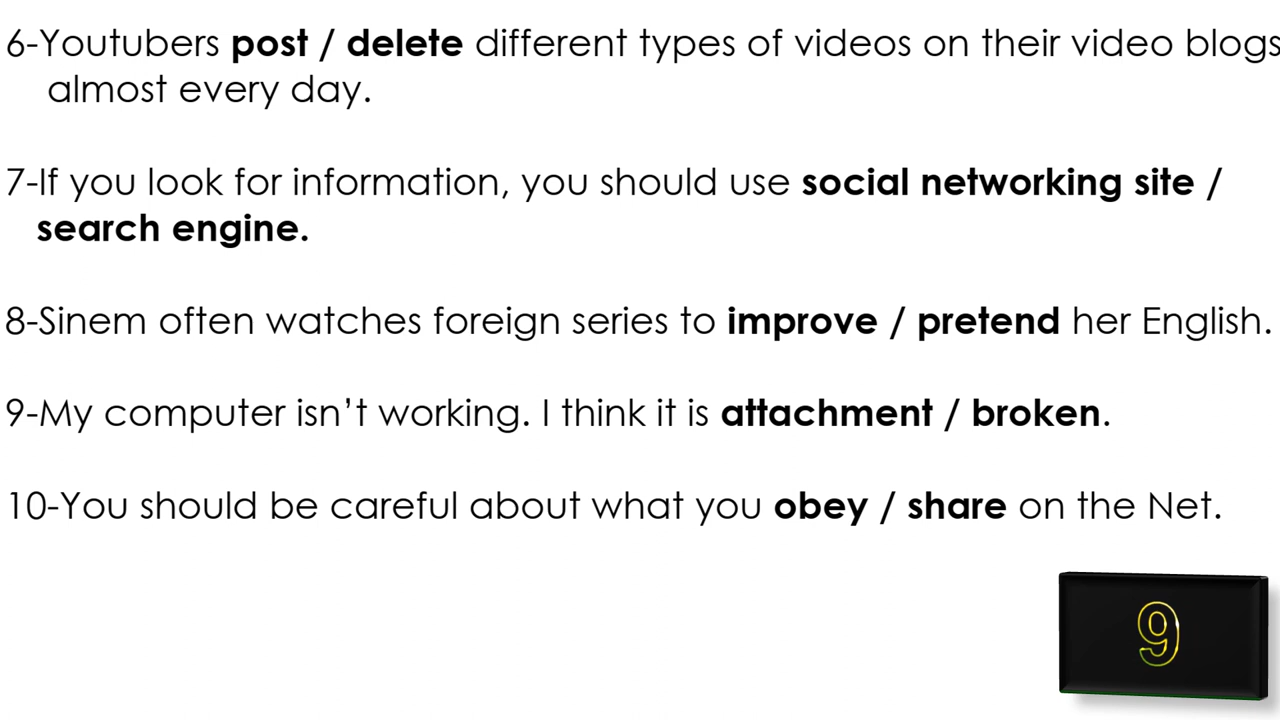 6-Youtubers post / delete different types of videos on their video blogs
almost every day.
7-If you look for information, you should use social networking site /
search engine.
8-Sinem often watches foreign series to improve / pretend her English.
9-My computer isn’t working. I think it is attachment / broken.
10-You should be careful about what you obey / share on the Net.
9